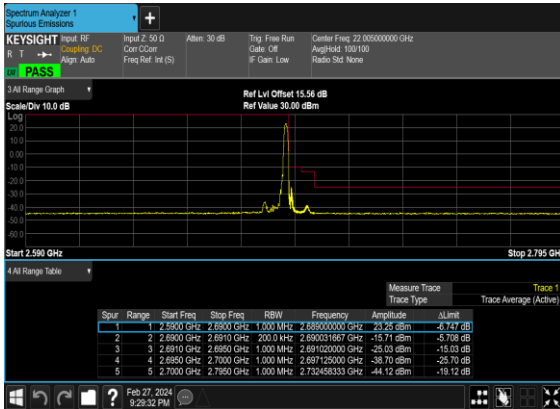 Spectrum Analyzer 1
Spurious Emissions
KEYSIGHT Input: RF Input Z: 50 Ω Atten: 30 dB Trig: Free Run Center Freq: 22.005000000 GHz
R T Coupling: DC Corr CCorr Gate: Off Avg|Hold: 100/100
Align: Auto Freq Ref: Int (S) IF Gain: Low Radio Std: None
PASS
3 All Range Graph
Ref Lvl Offset 15.56 dB
Scale/Div 10.0 dB Ref Value 30.00 dBm
Log
20.0
10.0
0.00
-10.0
-20.0
-30.0
-40.0
-50.0
-60.0
Start 2.590 GHz Stop 2.795 GH
4 All Range Table
Measure Trace Trace 1
Trace Type Trace Average (Active)
Spur Range Start Freq Stop Freq RBW Frequency Amplitude ΔLimit
1 1 2.5900 GHz 2.6900 GHz 1.000 MHz 2.689000000 GHz 23.25 dBm -6.747 dB
2 2 2.6900 GHz 2.6910 GHz 200.0 kHz 2.690031667 GHz -15.71 dBm -5.708 dB
3 3 2.6910 GHz 2.6950 GHz 1.000 MHz 2.691020000 GHz -25.03 dBm -15.03 dB
4 4 2.6950 GHz 2.7000 GHz 1.000 MHz 2.697125000 GHz -38.70 dBm -25.70 dB
5 5 2.7000 GHz 2.7950 GHz 1.000 MHz 2.732458333 GHz -44.12 dBm -19.12 dB
Feb 27, 2024
9:29:32 PM